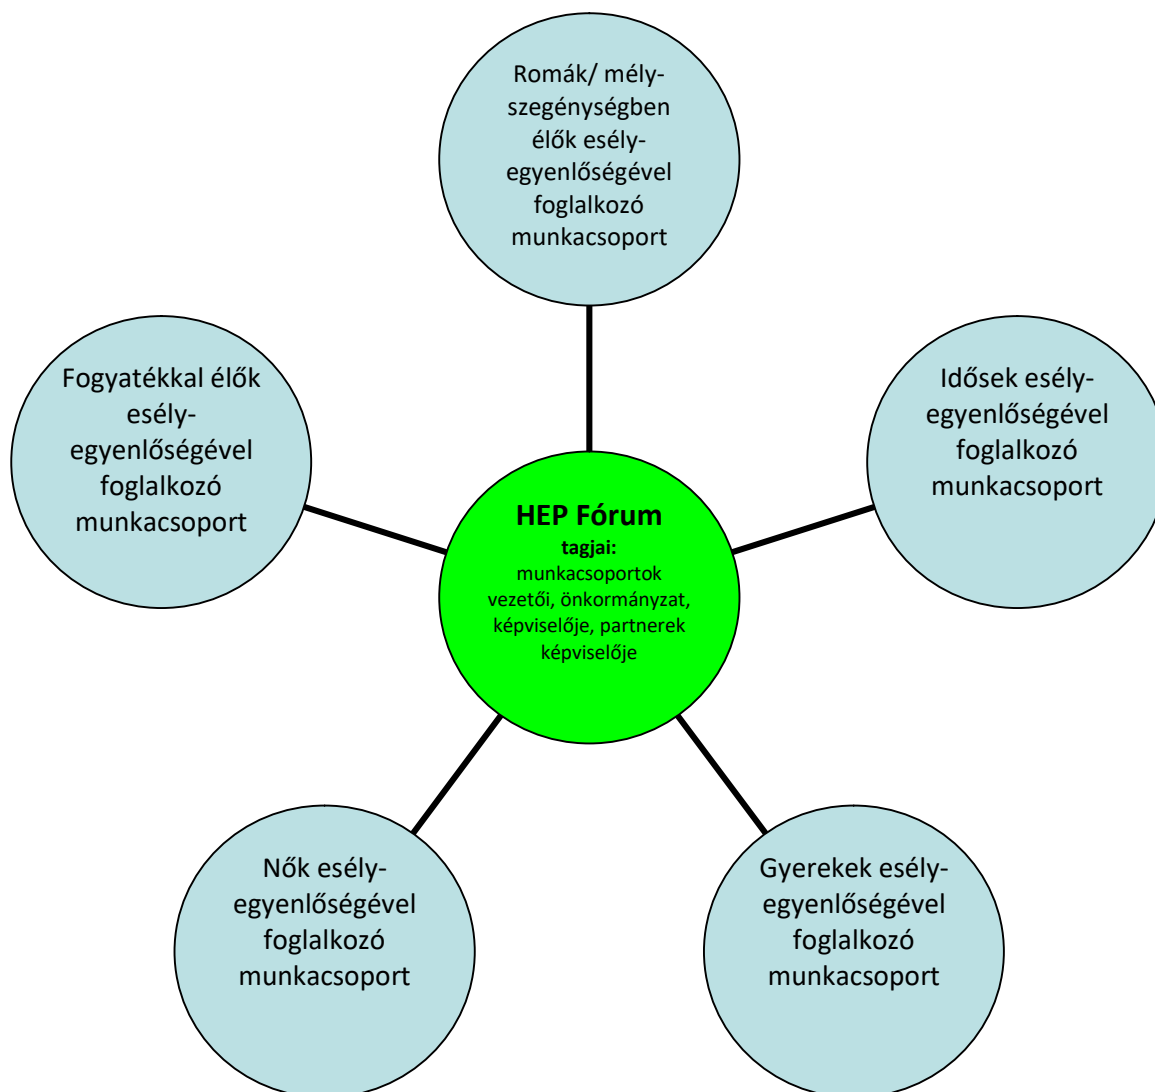 Romák/ mély-
szegénységben
élők esély-
egyenlőségével
foglalkozó
munkacsoport
Fogyatékkal élők
esély-
egyenlőségével
foglalkozó
munkacsoport
Idősek esély-
egyenlőségével
foglalkozó
munkacsoport
HEP Fórum
tagjai:
munkacsoportok
vezetői, önkormányzat,
képviselője, partnerek
képviselője
Nők esély-
egyenlőségével
foglalkozó
munkacsoport
Gyerekek esély-
egyenlőségével
foglalkozó
munkacsoport